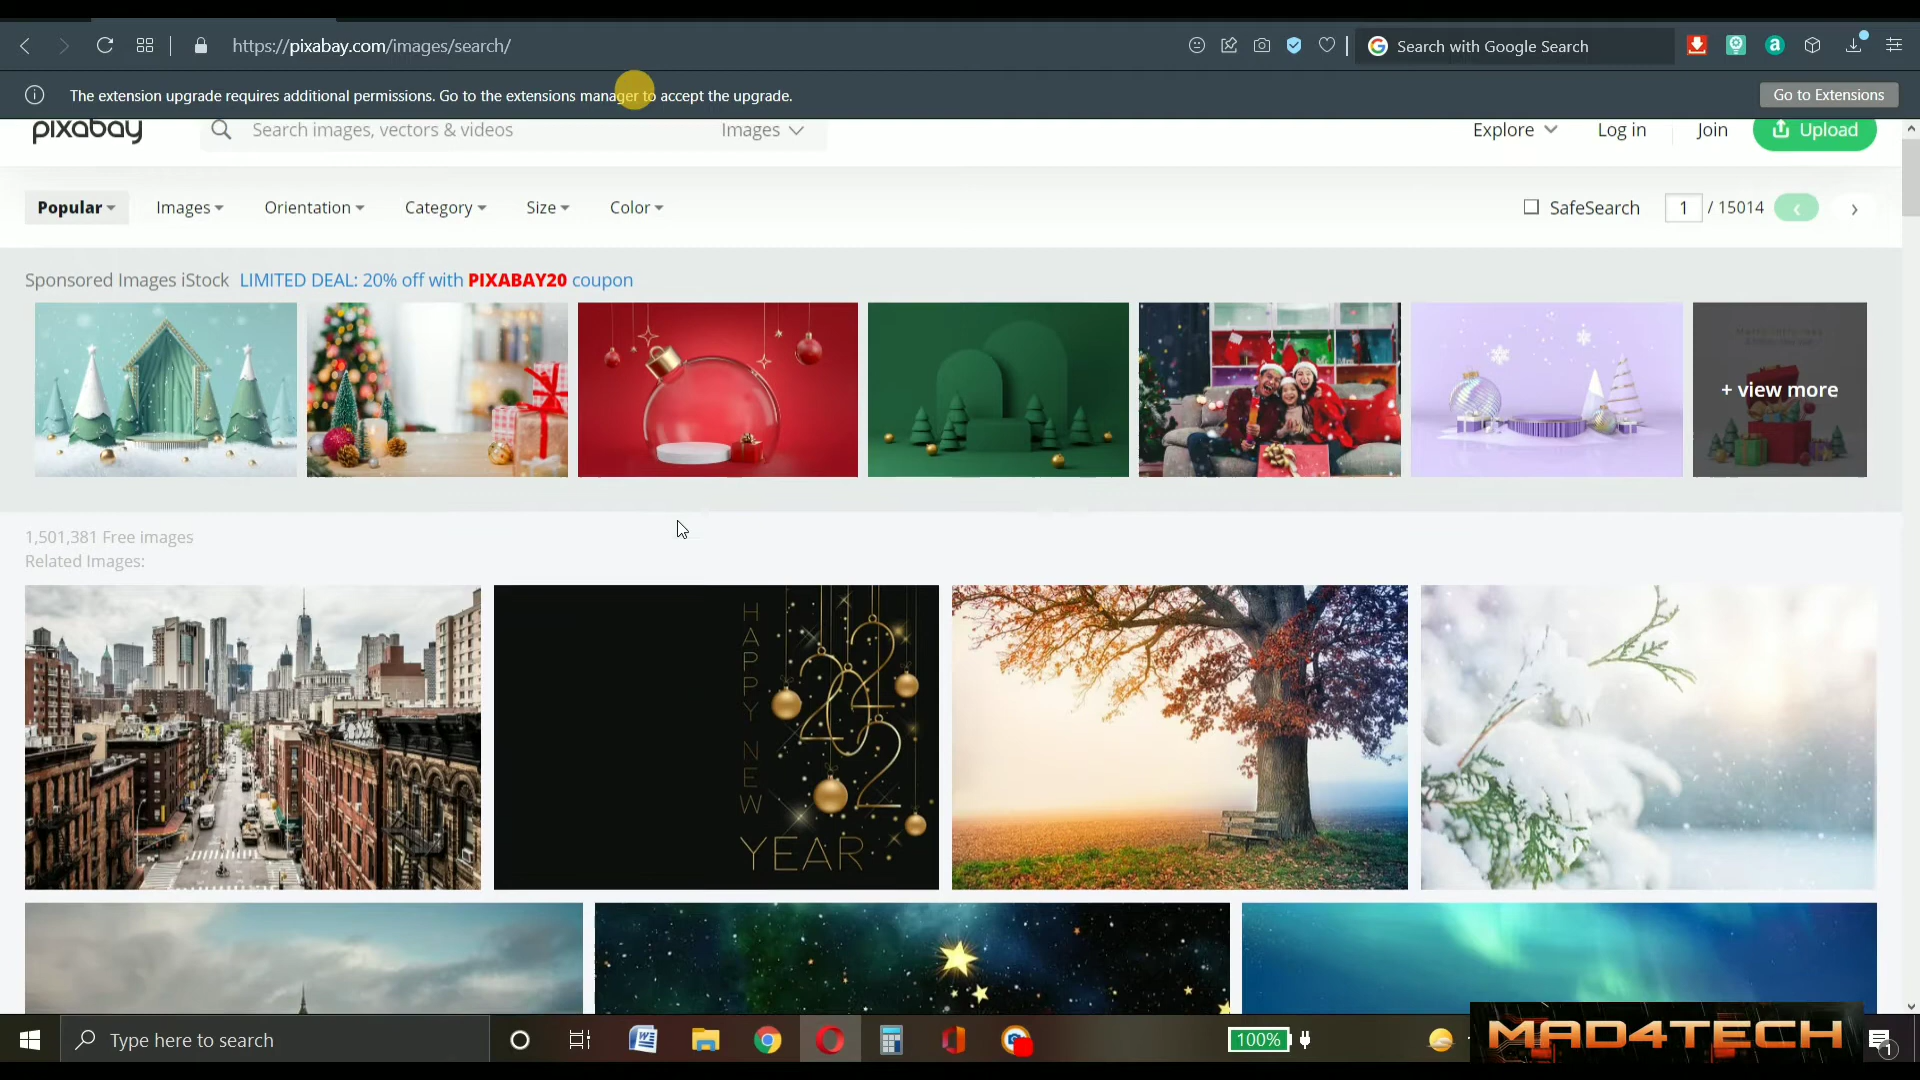 https://pixabay.com/images/search/
Search with Google Search
The extension upgrade requires additional permissions. Go to the extensions manager to accept the upgrade.
Go to Extensions
pixabay
Search images, vectors & videos
Images
Explore
Log in
Join
Upload
Popular
Images
Orientation
Category
Size
Color
SafeSearch
1 / 15014
Sponsored Images iStock LIMITED DEAL: 20% off with PIXABAY20 coupon
+ view more
1,501,381 Free images
Related Images:
HAPPY NEW
YEAR
2022
Type here to search
100%
MAD4TECH
1